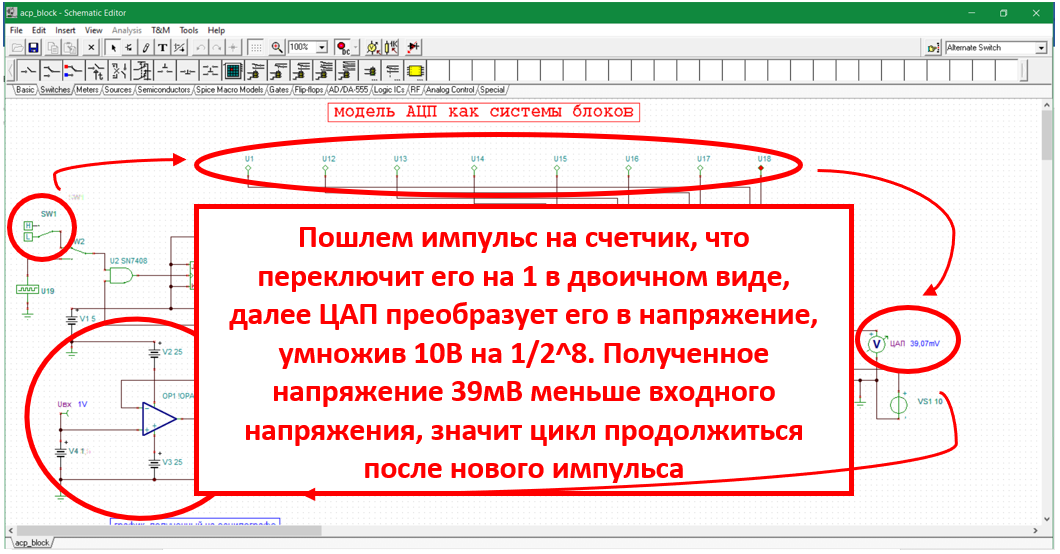 acp_block - Schematic Editor
File Edit Insert View Analysis T&M Tools Help
100% Alternate Switch
Basic Switches Meters Sources Semiconductors Spice Macro Models Gates Flip-flops AD/DA-555 Logic ICs RF Analog Control Special
модель АЦП как системы блоков
U1 U12 U13 U14 U15 U16 U17 U18
SW1
H
L
U2 SN7408
U19
V1 5
V2 25
OP1 !OPA
Uвх 1V
V4 1
V3 25
Пошлем импульс на счетчик, что
переключит его на 1 в двоичном виде,
далее ЦАП преобразует его в напряжение,
умножив 10В на 1/2^8. Полученное
напряжение 39мВ меньше входного
напряжения, значит цикл продолжиться
после нового импульса
V ЦАП 39,07mV
VS1 10
acp_block